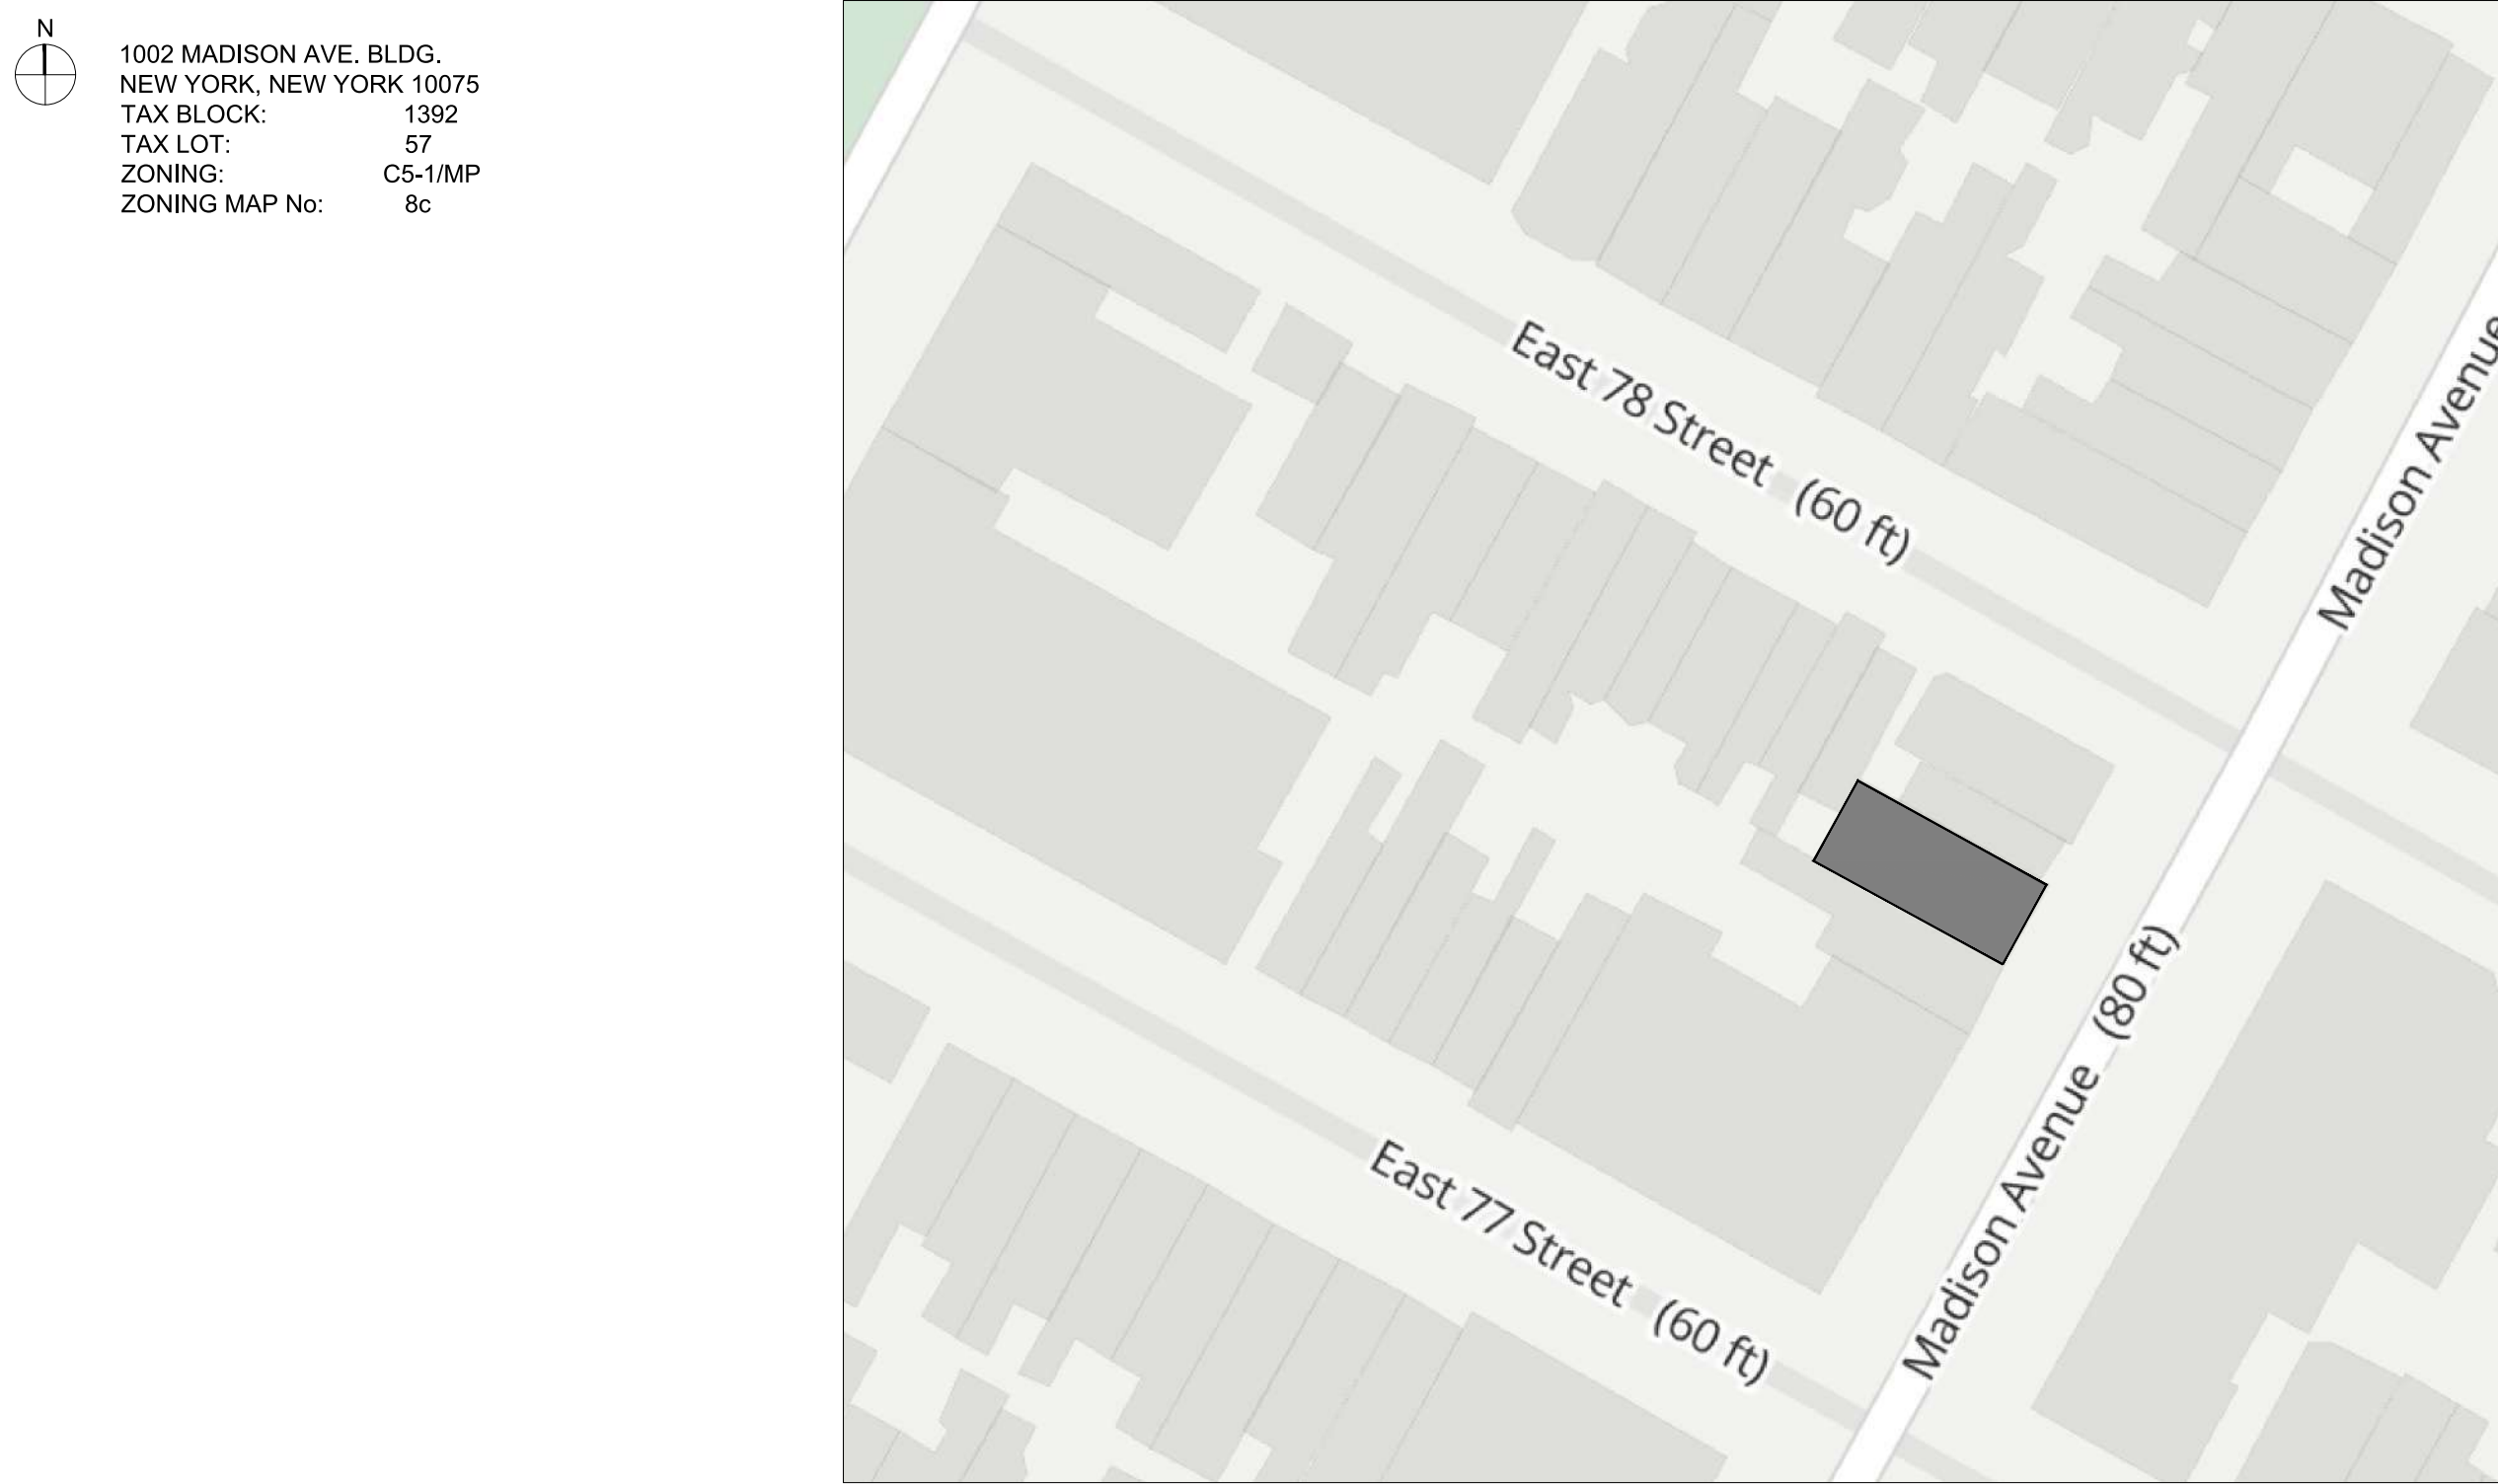 N
1002 MADISON AVE. BLDG.
NEW YORK, NEW YORK 10075
TAX BLOCK: 1392
TAX LOT: 57
ZONING: C5-1/MP
ZONING MAP No: 8c
East 78 Street (60 ft)
Madison Avenue
Madison Avenue (80 ft)
East 77 Street (60 ft)